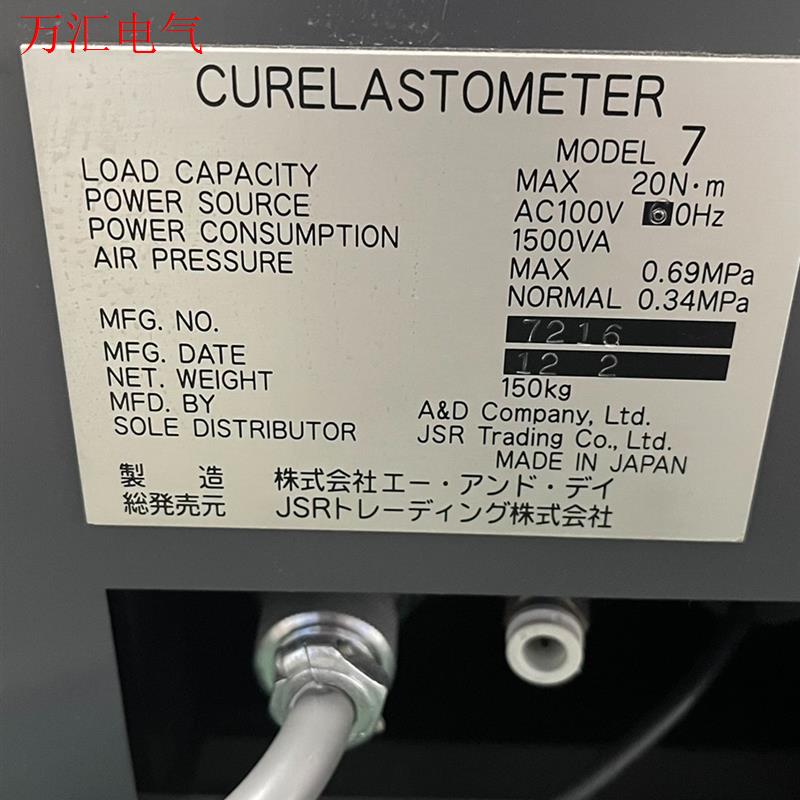 万汇电气
CURELASTOMETER
MODEL 7
LOAD CAPACITY MAX 20N·m
POWER SOURCE AC100V 0Hz
POWER CONSUMPTION 1500VA
AIR PRESSURE MAX 0.69MPa
NORMAL 0.34MPa
MFG. NO. 7216
MFG. DATE 12 2
NET. WEIGHT 150kg
MFD. BY A&D Company, Ltd.
SOLE DISTRIBUTOR JSR Trading Co., Ltd.
MADE IN JAPAN
製造 株式会社エー・アンド・デイ
総発売元 JSRトレーディング株式会社